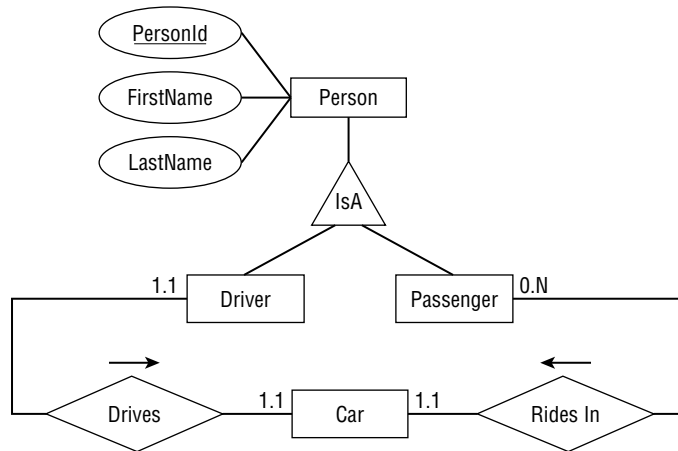 PersonId
FirstName
Person
LastName
IsA
1.1
Driver
Passenger
0.N
Drives
1.1
Car
1.1
Rides In